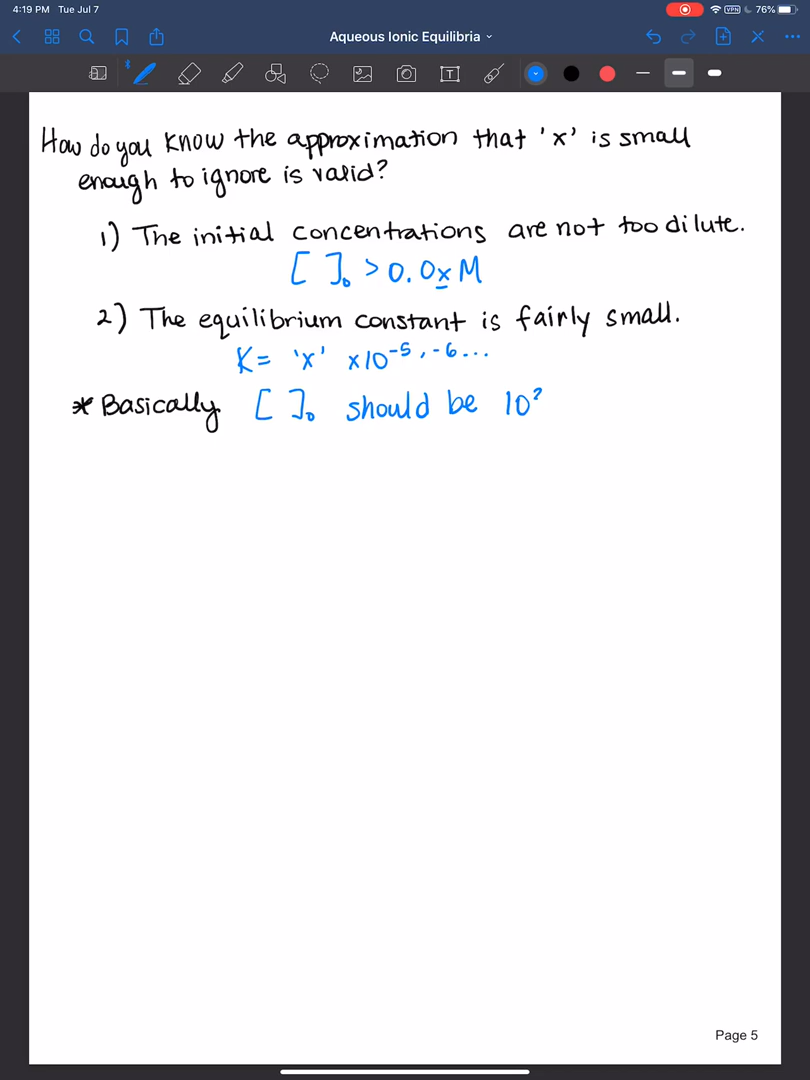 4:19 PM Tue Jul 7
VPN 76%
Aqueous Ionic Equilibria
T
How do you know the approximation that 'x' is small
enough to ignore is valid?
1) The initial concentrations are not too dilute.
[ ]₀ > 0.0x M
2) The equilibrium constant is fairly small.
K = 'x' x10⁻⁵, ⁻⁶...
* Basically [ ]₀ should be 10²
Page 5